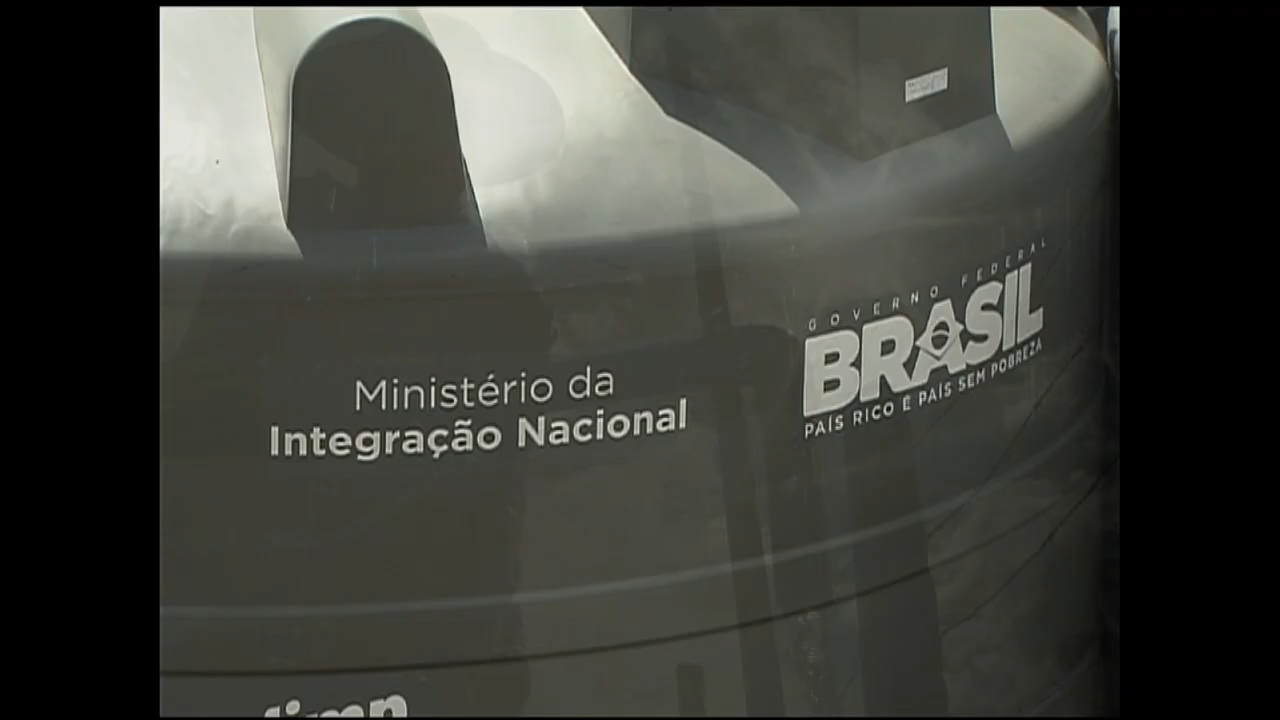 Ministério da
Integração Nacional
GOVERNO FEDERAL
BRASIL
PAÍS RICO É PAÍS SEM POBREZA